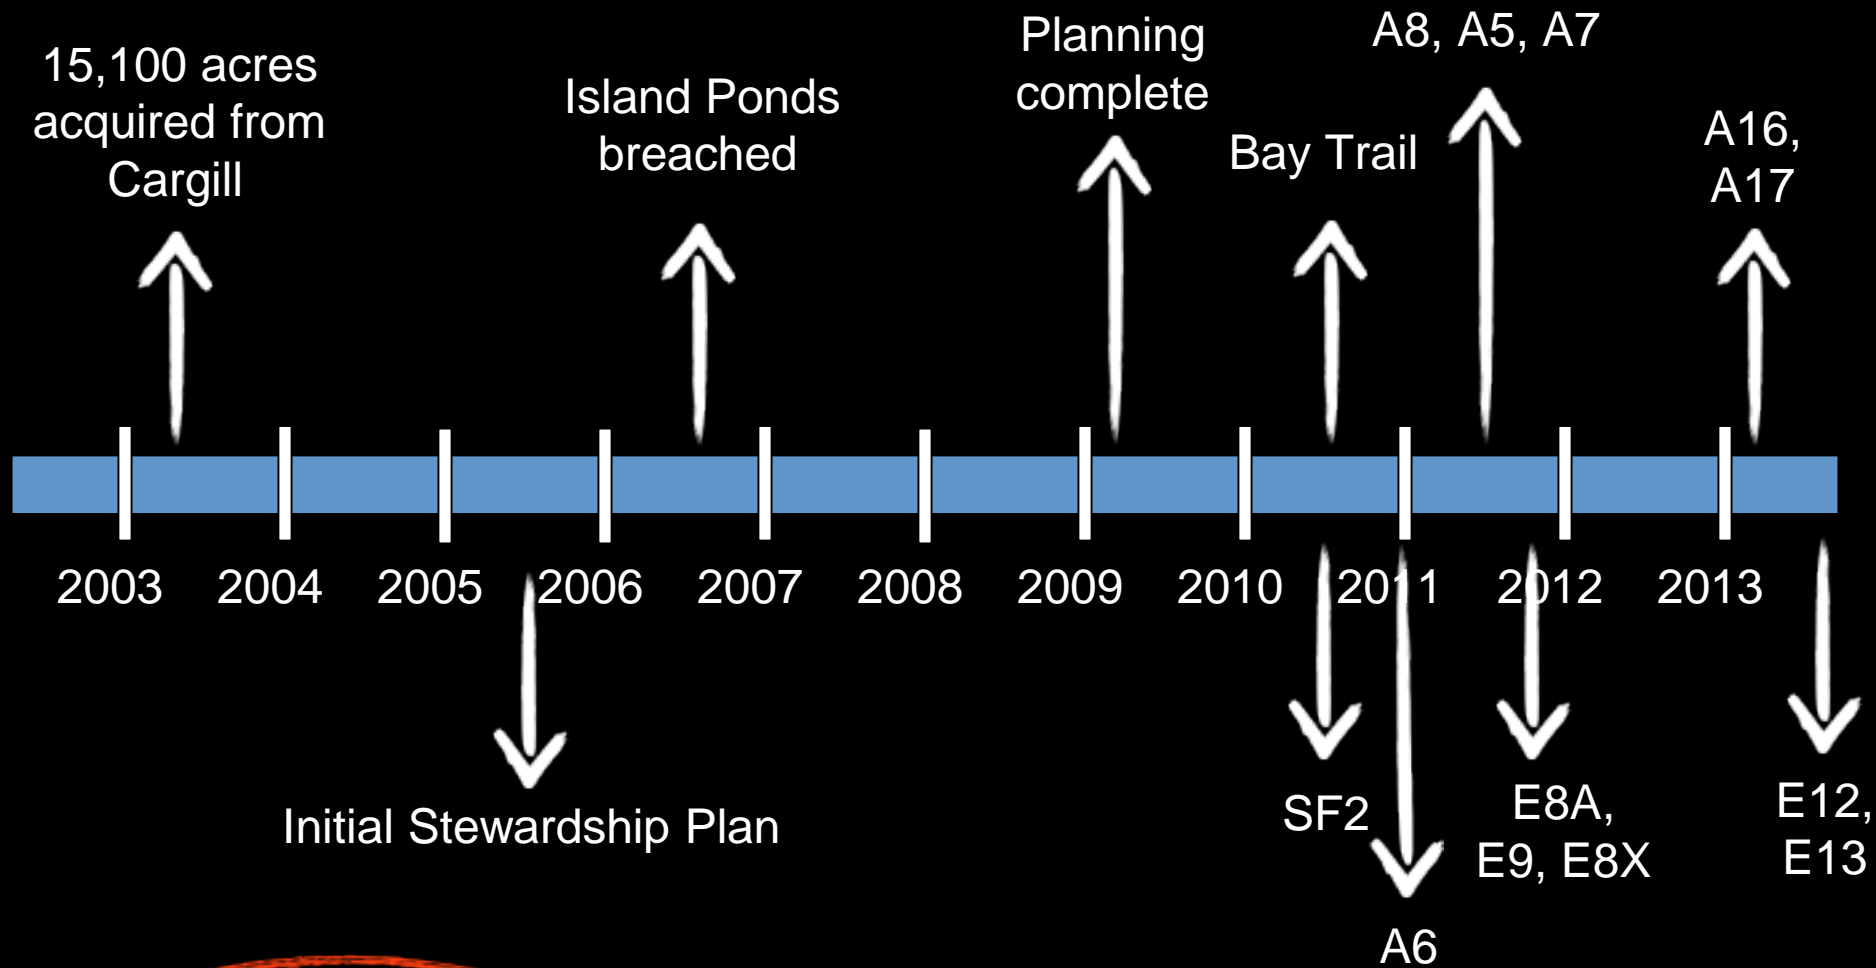 15,100 acres
acquired from
Cargill
Island Ponds
breached
Planning
complete
Bay Trail
A8, A5, A7
A16,
A17
2003 2004 2005 2006 2007 2008 2009 2010 2011 2012 2013
Initial Stewardship Plan
SF2
A6
E8A,
E9, E8X
E12,
E13